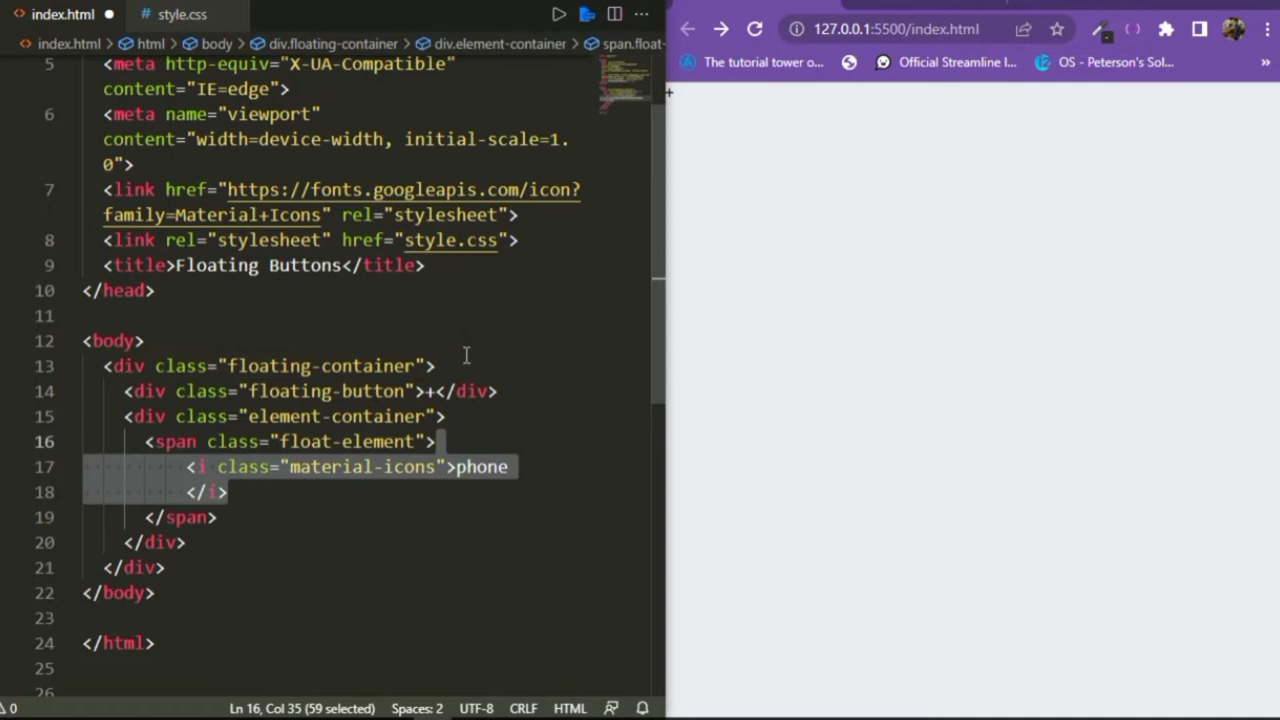 index.html
style.css
index.html > html > body > div.floating-container > div.element-container > span.float-
5 <meta http-equiv="X-UA-Compatible"
content="IE=edge">
6 <meta name="viewport"
content="width=device-width, initial-scale=1.
0">
7 <link href="https://fonts.googleapis.com/icon?
family=Material+Icons" rel="stylesheet">
8 <link rel="stylesheet" href="style.css">
9 <title>Floating Buttons</title>
10 </head>
11
12 <body>
13 <div class="floating-container">
14 <div class="floating-button">+</div>
15 <div class="element-container">
16 <span class="float-element">
17 <i class="material-icons">phone
18 </i>
19 </span>
20 </div>
21 </div>
22 </body>
23
24 </html>
25
26
0 Ln 16, Col 35 (59 selected) Spaces: 2 UTF-8 CRLF HTML
127.0.0.1:5500/index.html
The tutorial tower o... Official Streamline I... OS - Peterson's Sol... »
+